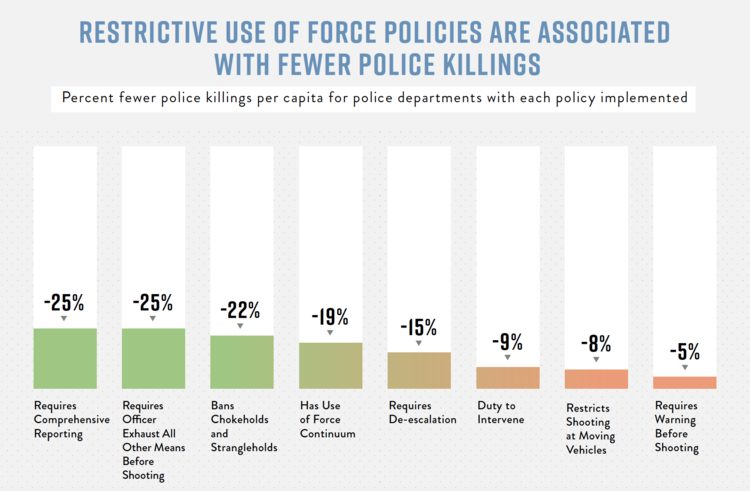 RESTRICTIVE USE OF FORCE POLICIES ARE ASSOCIATED
WITH FEWER POLICE KILLINGS
Percent fewer police killings per capita for police departments with each policy implemented
-25%
-25%
-22%
-19%
-15%
-9%
-8%
-5%
Requires
Comprehensive
Reporting
Requires
Officer
Exhaust All
Other Means
Before
Shooting
Bans
Chokeholds
and
Strangleholds
Has Use
of Force
Continuum
Requires
De-escalation
Duty to
Intervene
Restricts
Shooting
at Moving
Vehicles
Requires
Warning
Before
Shooting